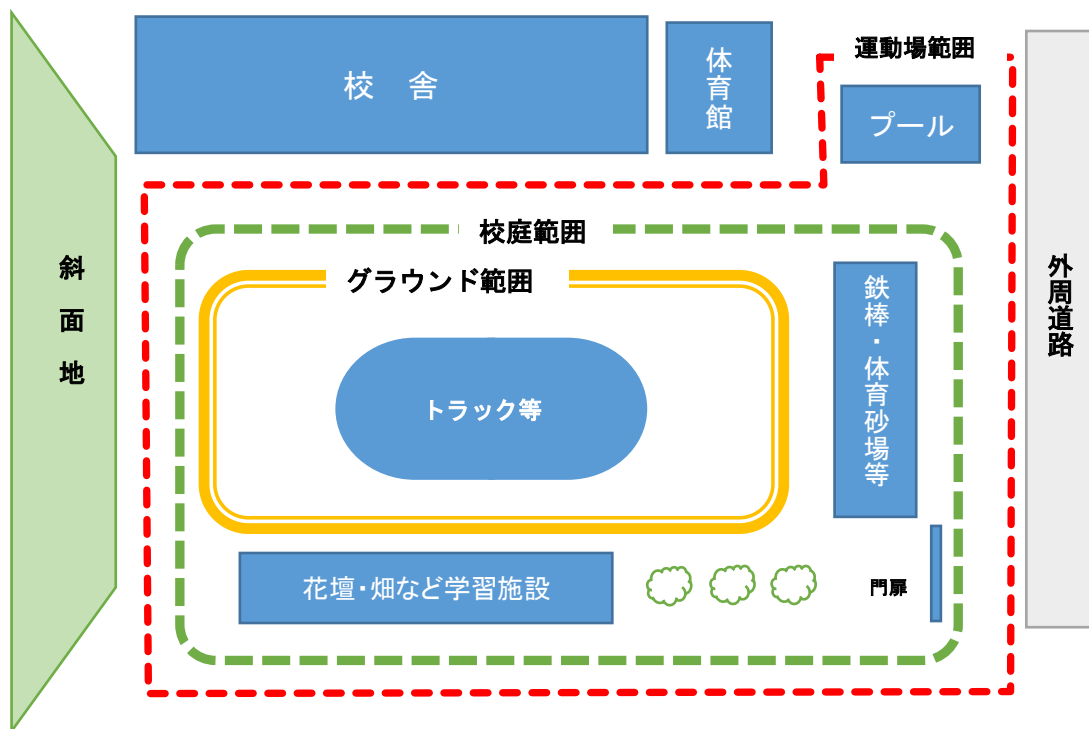 校　舎
体育館
運動場範囲
プール
校庭範囲
グラウンド範囲
斜面地
鉄棒・体育砂場等
外周道路
トラック等
花壇・畑など学習施設
門扉